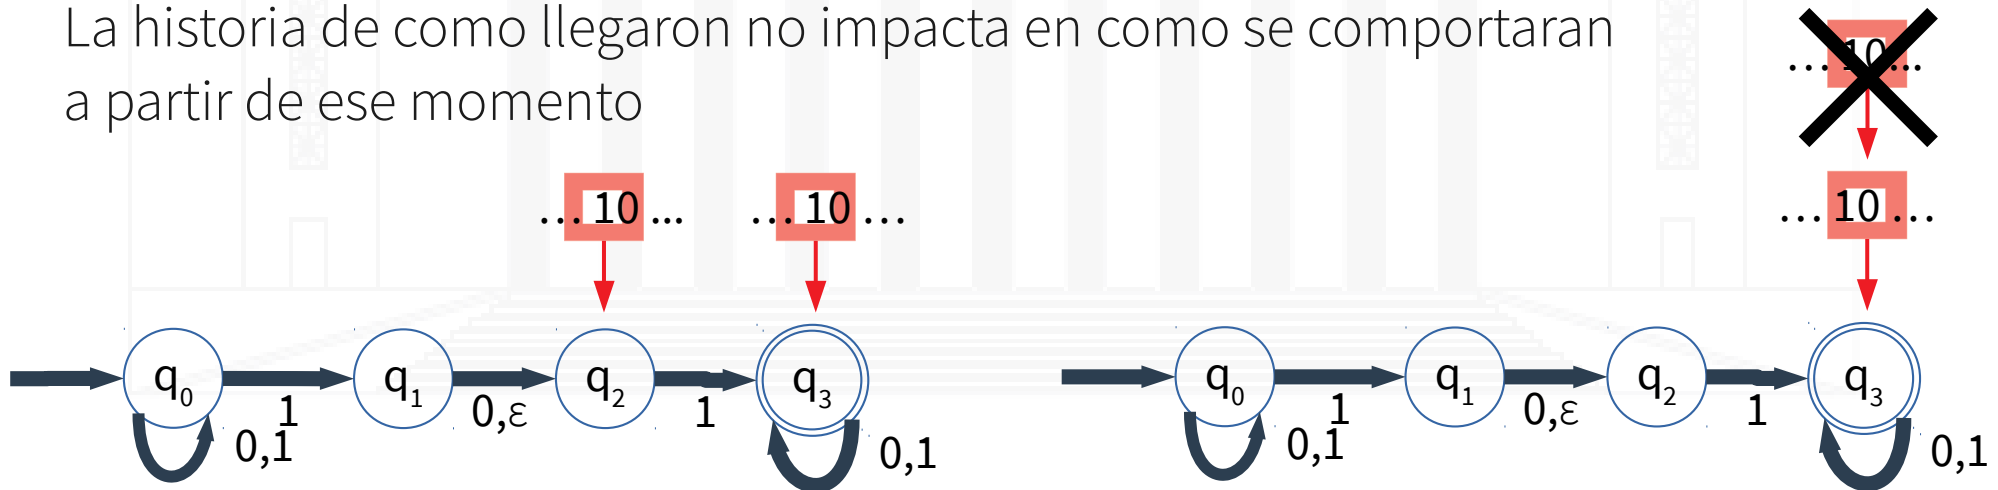 La historia de como llegaron no impacta en como se comportaran
a partir de ese momento
… 10 ...
… 10 ...
… 10 …
… 10 …
q₀ 1 q₁ 0,ε q₂ 1 q₃
0,1 0,1
q₀ 1 q₁ 0,ε q₂ 1 q₃
0,1 0,1